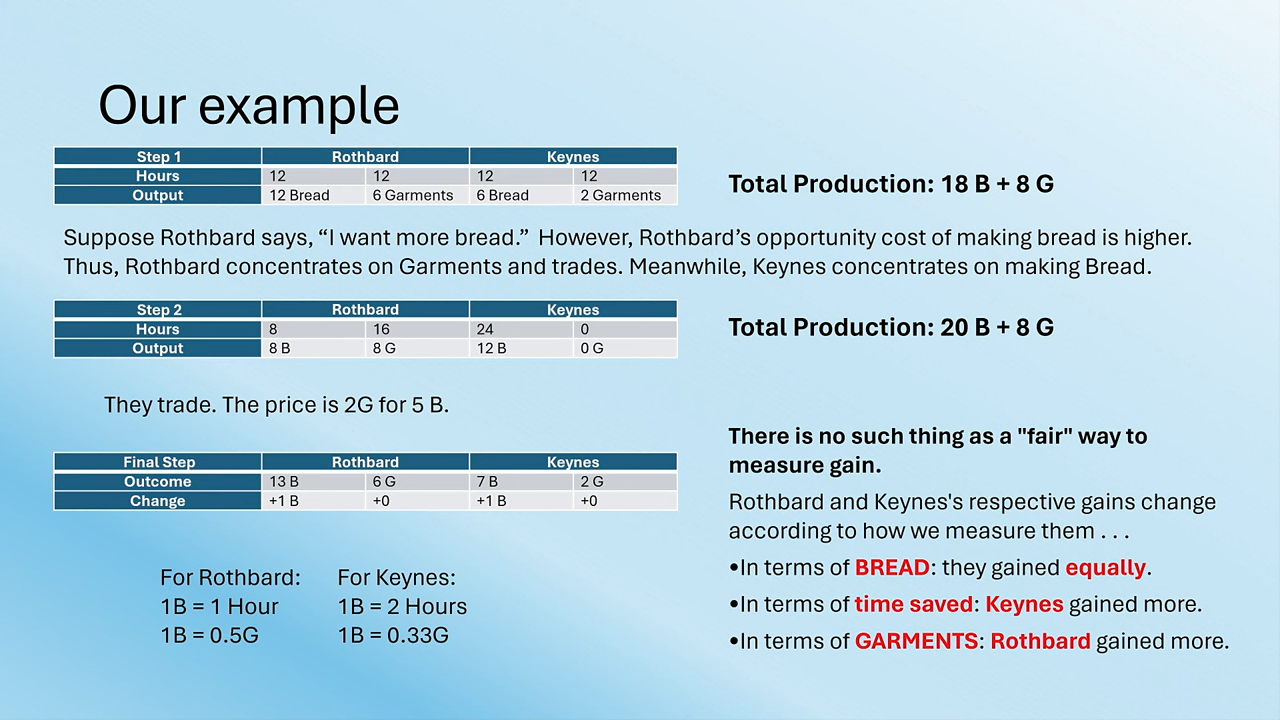 Our example
Step 1 Rothbard Keynes
Hours 12 12 12 12
Output 12 Bread 6 Garments 6 Bread 2 Garments
Total Production: 18 B + 8 G
Suppose Rothbard says, “I want more bread.” However, Rothbard’s opportunity cost of making bread is higher.
Thus, Rothbard concentrates on Garments and trades. Meanwhile, Keynes concentrates on making Bread.
Step 2 Rothbard Keynes
Hours 8 16 24 0
Output 8 B 8 G 12 B 0 G
Total Production: 20 B + 8 G
They trade. The price is 2G for 5 B.
Final Step Rothbard Keynes
Outcome 13 B 6 G 7 B 2 G
Change +1 B +0 +1 B +0
For Rothbard:
1B = 1 Hour
1B = 0.5G
For Keynes:
1B = 2 Hours
1B = 0.33G
There is no such thing as a "fair" way to
measure gain.
Rothbard and Keynes's respective gains change
according to how we measure them . . .
•In terms of BREAD: they gained equally.
•In terms of time saved: Keynes gained more.
•In terms of GARMENTS: Rothbard gained more.